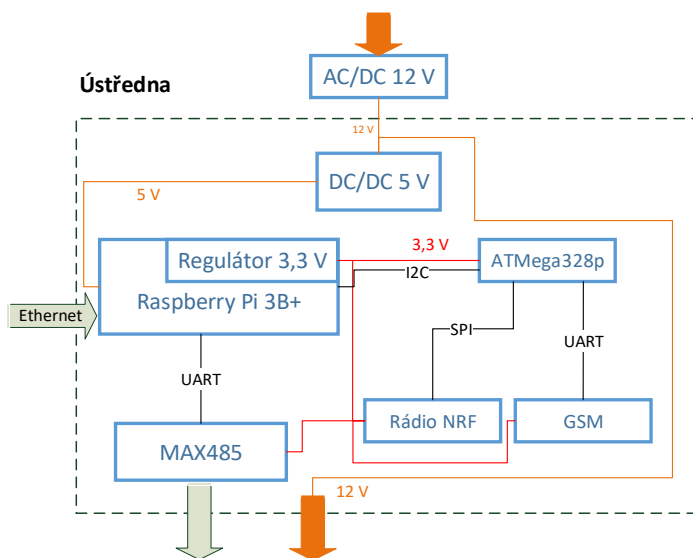 AC/DC 12 V
Ústředna
12 V
DC/DC 5 V
5 V
Regulátor 3,3 V
3,3 V
ATMega328p
I2C
Raspberry Pi 3B+
Ethernet
SPI
UART
UART
Rádio NRF
GSM
MAX485
12 V